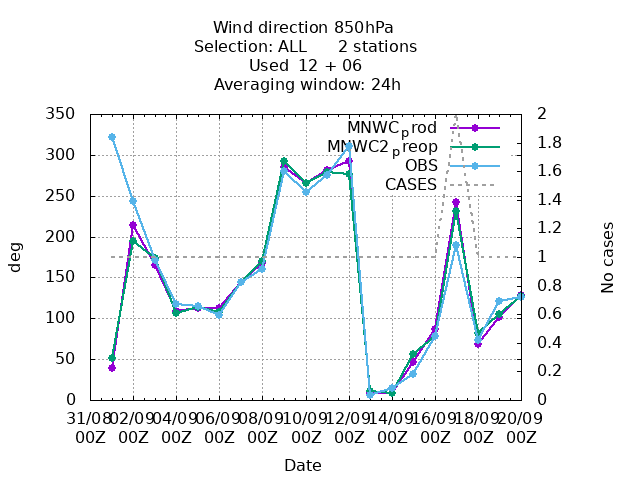 Wind direction 850hPa
Selection: ALL 2 stations
Used 12 + 06
Averaging window: 24h
MNWCprod
MNWC2preop
OBS
CASES
deg
350
300
250
200
150
100
50
0
No cases
2
1.8
1.6
1.4
1.2
1
0.8
0.6
0.4
0.2
0
31/08 02/09 04/09 06/09 08/09 10/09 12/09 14/09 16/09 18/09 20/09
00Z 00Z 00Z 00Z 00Z 00Z 00Z 00Z 00Z 00Z 00Z
Date